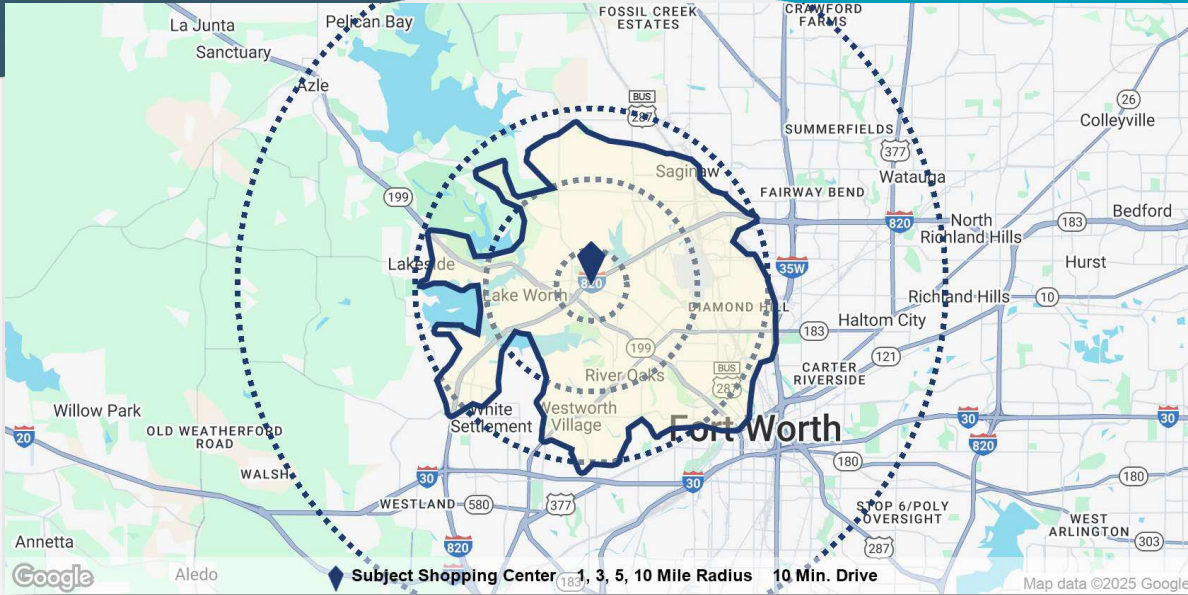 La Junta
Pelican Bay
FOSSIL CREEK
ESTATES
CRAWFORD
FARMS
Sanctuary
Azle
BUS
287
26
Colleyville
SUMMERFIELDS
377
Saginaw
Watauga
199
FAIRWAY BEND
820
North
Richland Hills
183
Bedford
Lakeside
35W
Hurst
820
Lake Worth
DIAMOND HILL
Richland Hills
10
183
Haltom City
199
121
River Oaks
BUS
287
CARTER
RIVERSIDE
Willow Park
White
Settlement
Westworth
Village
Fort Worth
30
30
20
OLD WEATHERFORD
ROAD
820
WALSH
30
30
180
180
WESTLAND
580
377
STOP 6/POLY
OVERSIGHT
WEST
ARLINGTON
303
Annetta
820
287
Google
Aledo
Subject Shopping Center 1, 3, 5, 10 Mile Radius 10 Min. Drive
183
Map data ©2025 Google